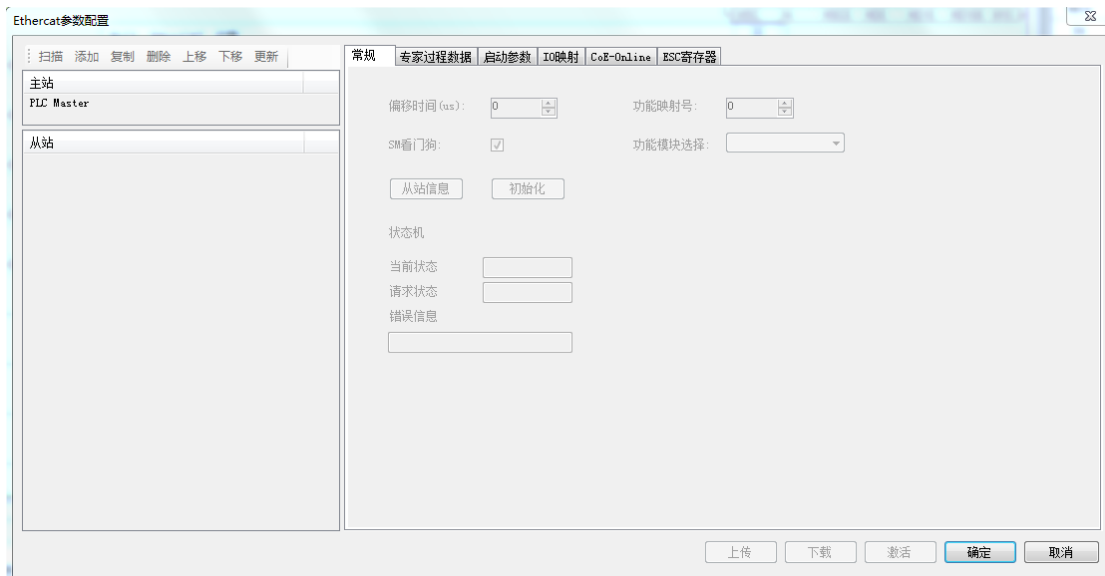 Ethercat参数配置
扫描 添加 复制 删除 上移 下移 更新
主站
PLC Master
从站
常规 专家过程数据 启动参数 IO映射 CoE-Online ESC寄存器
偏移时间(us): 0 功能映射号: 0
SM看门狗: 功能模块选择:
从站信息 初始化
状态机
当前状态
请求状态
错误信息
上传 下载 激活 确定 取消